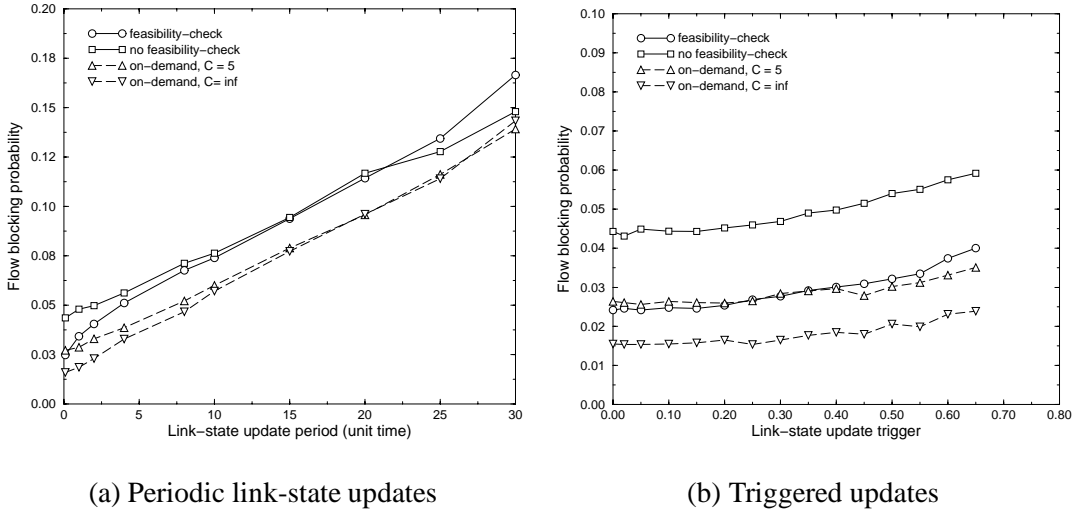 0.20
0.17
0.15
0.12
0.10
0.08
0.05
0.03
0.00
Flow blocking probability
feasibility−check
no feasibility−check
on−demand, C = 5
on−demand, C= inf
0 5 10 15 20 25 30
Link−state update period (unit time)
(a) Periodic link-state updates
0.10
0.09
0.08
0.07
0.06
0.05
0.04
0.03
0.02
0.01
0.00
Flow blocking probability
feasibility−check
no feasibility−check
on−demand, C = 5
on−demand, C = inf
0.00 0.10 0.20 0.30 0.40 0.50 0.60 0.70 0.80
Link−state update trigger
(b) Triggered updates